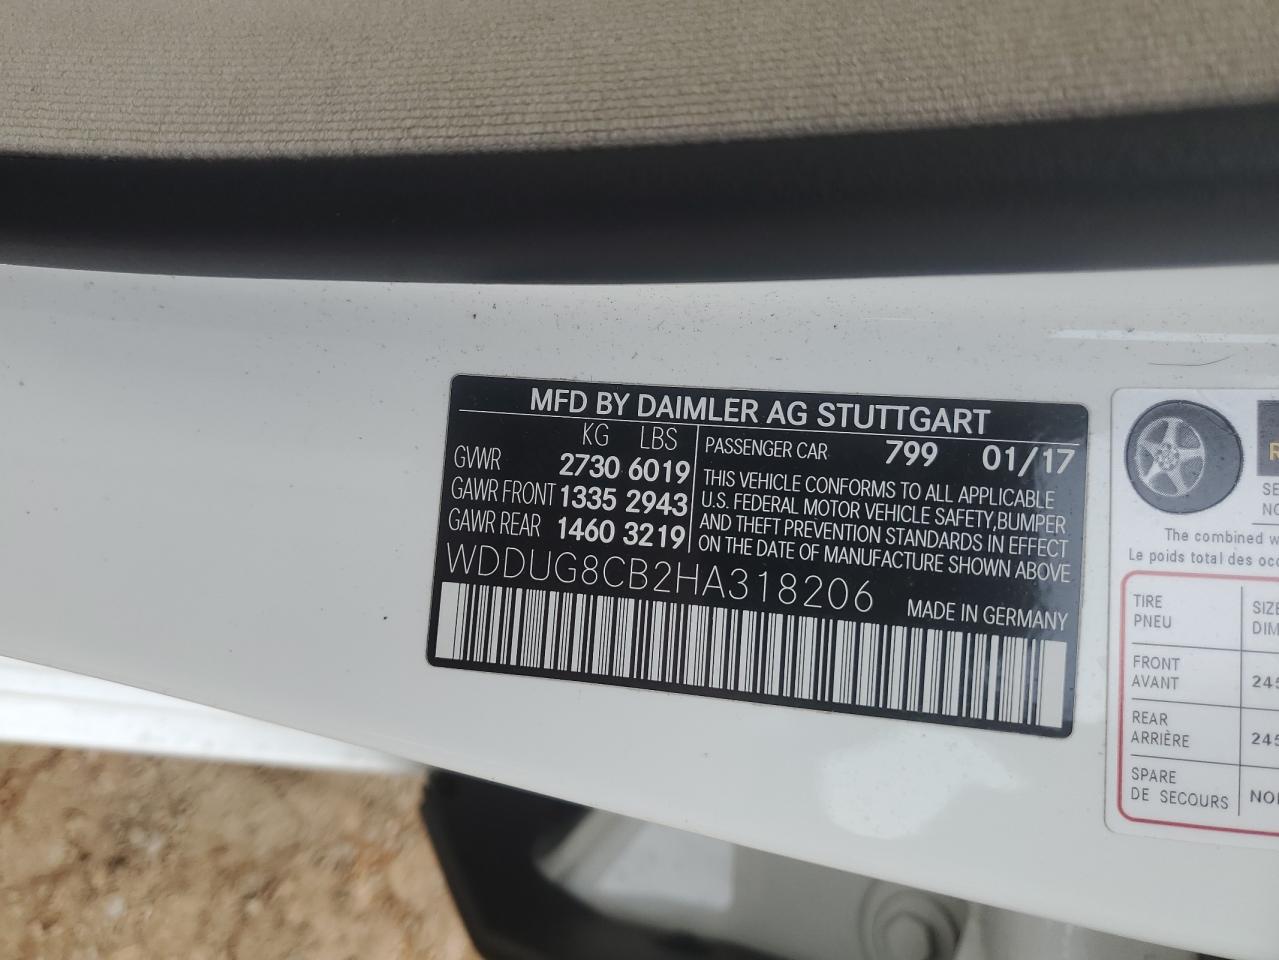 MFD BY DAIMLER AG STUTTGART
KG LBS
GVWR 2730 6019
GAWR FRONT 1335 2943
GAWR REAR 1460 3219
PASSENGER CAR 799 01/17
THIS VEHICLE CONFORMS TO ALL APPLICABLE
U.S. FEDERAL MOTOR VEHICLE SAFETY,BUMPER
AND THEFT PREVENTION STANDARDS IN EFFECT
ON THE DATE OF MANUFACTURE SHOWN ABOVE
WDDUG8CB2HA318206
MADE IN GERMANY
The combined
Le poids total des
TIRE
PNEU
FRONT
AVANT
245
REAR
ARRIÈRE
245
SPARE
DE SECOURS